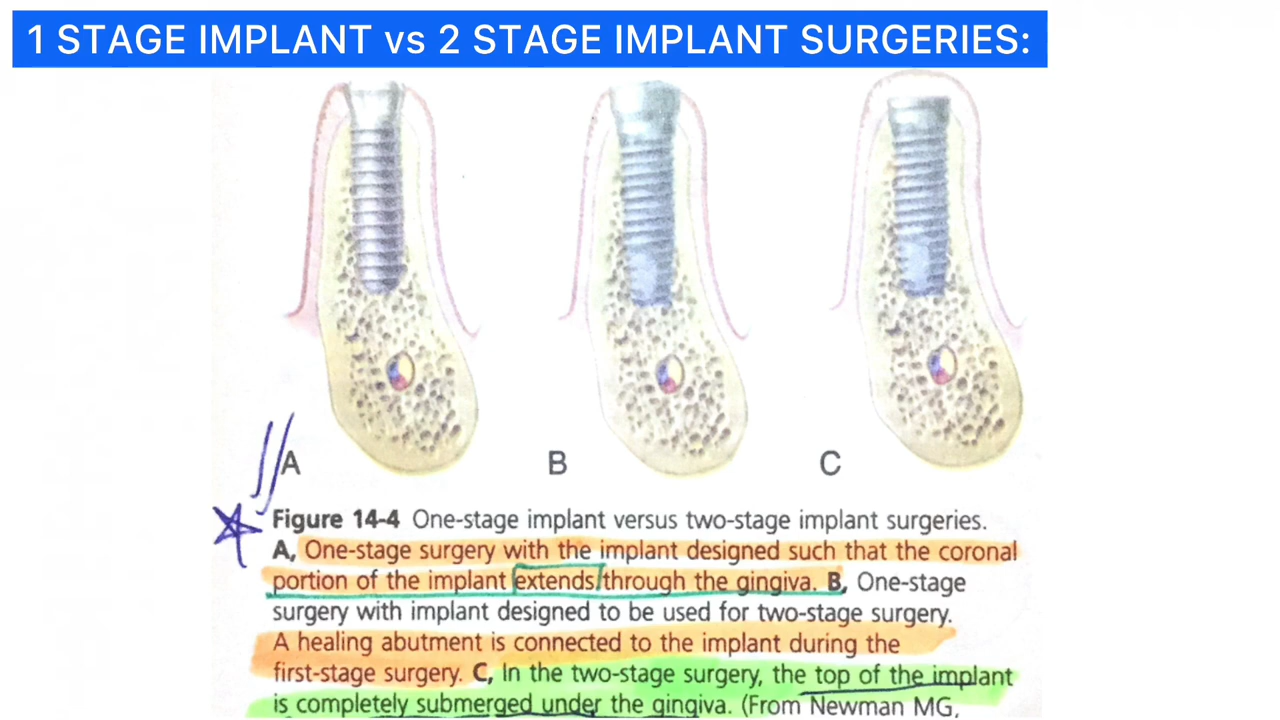 1 STAGE IMPLANT vs 2 STAGE IMPLANT SURGERIES:
A
B
C
Figure 14-4 One-stage implant versus two-stage implant surgeries.
A, One-stage surgery with the implant designed such that the coronal
portion of the implant extends through the gingiva. B, One-stage
surgery with implant designed to be used for two-stage surgery.
A healing abutment is connected to the implant during the
first-stage surgery. C, In the two-stage surgery, the top of the implant
is completely submerged under the gingiva. (From Newman MG,